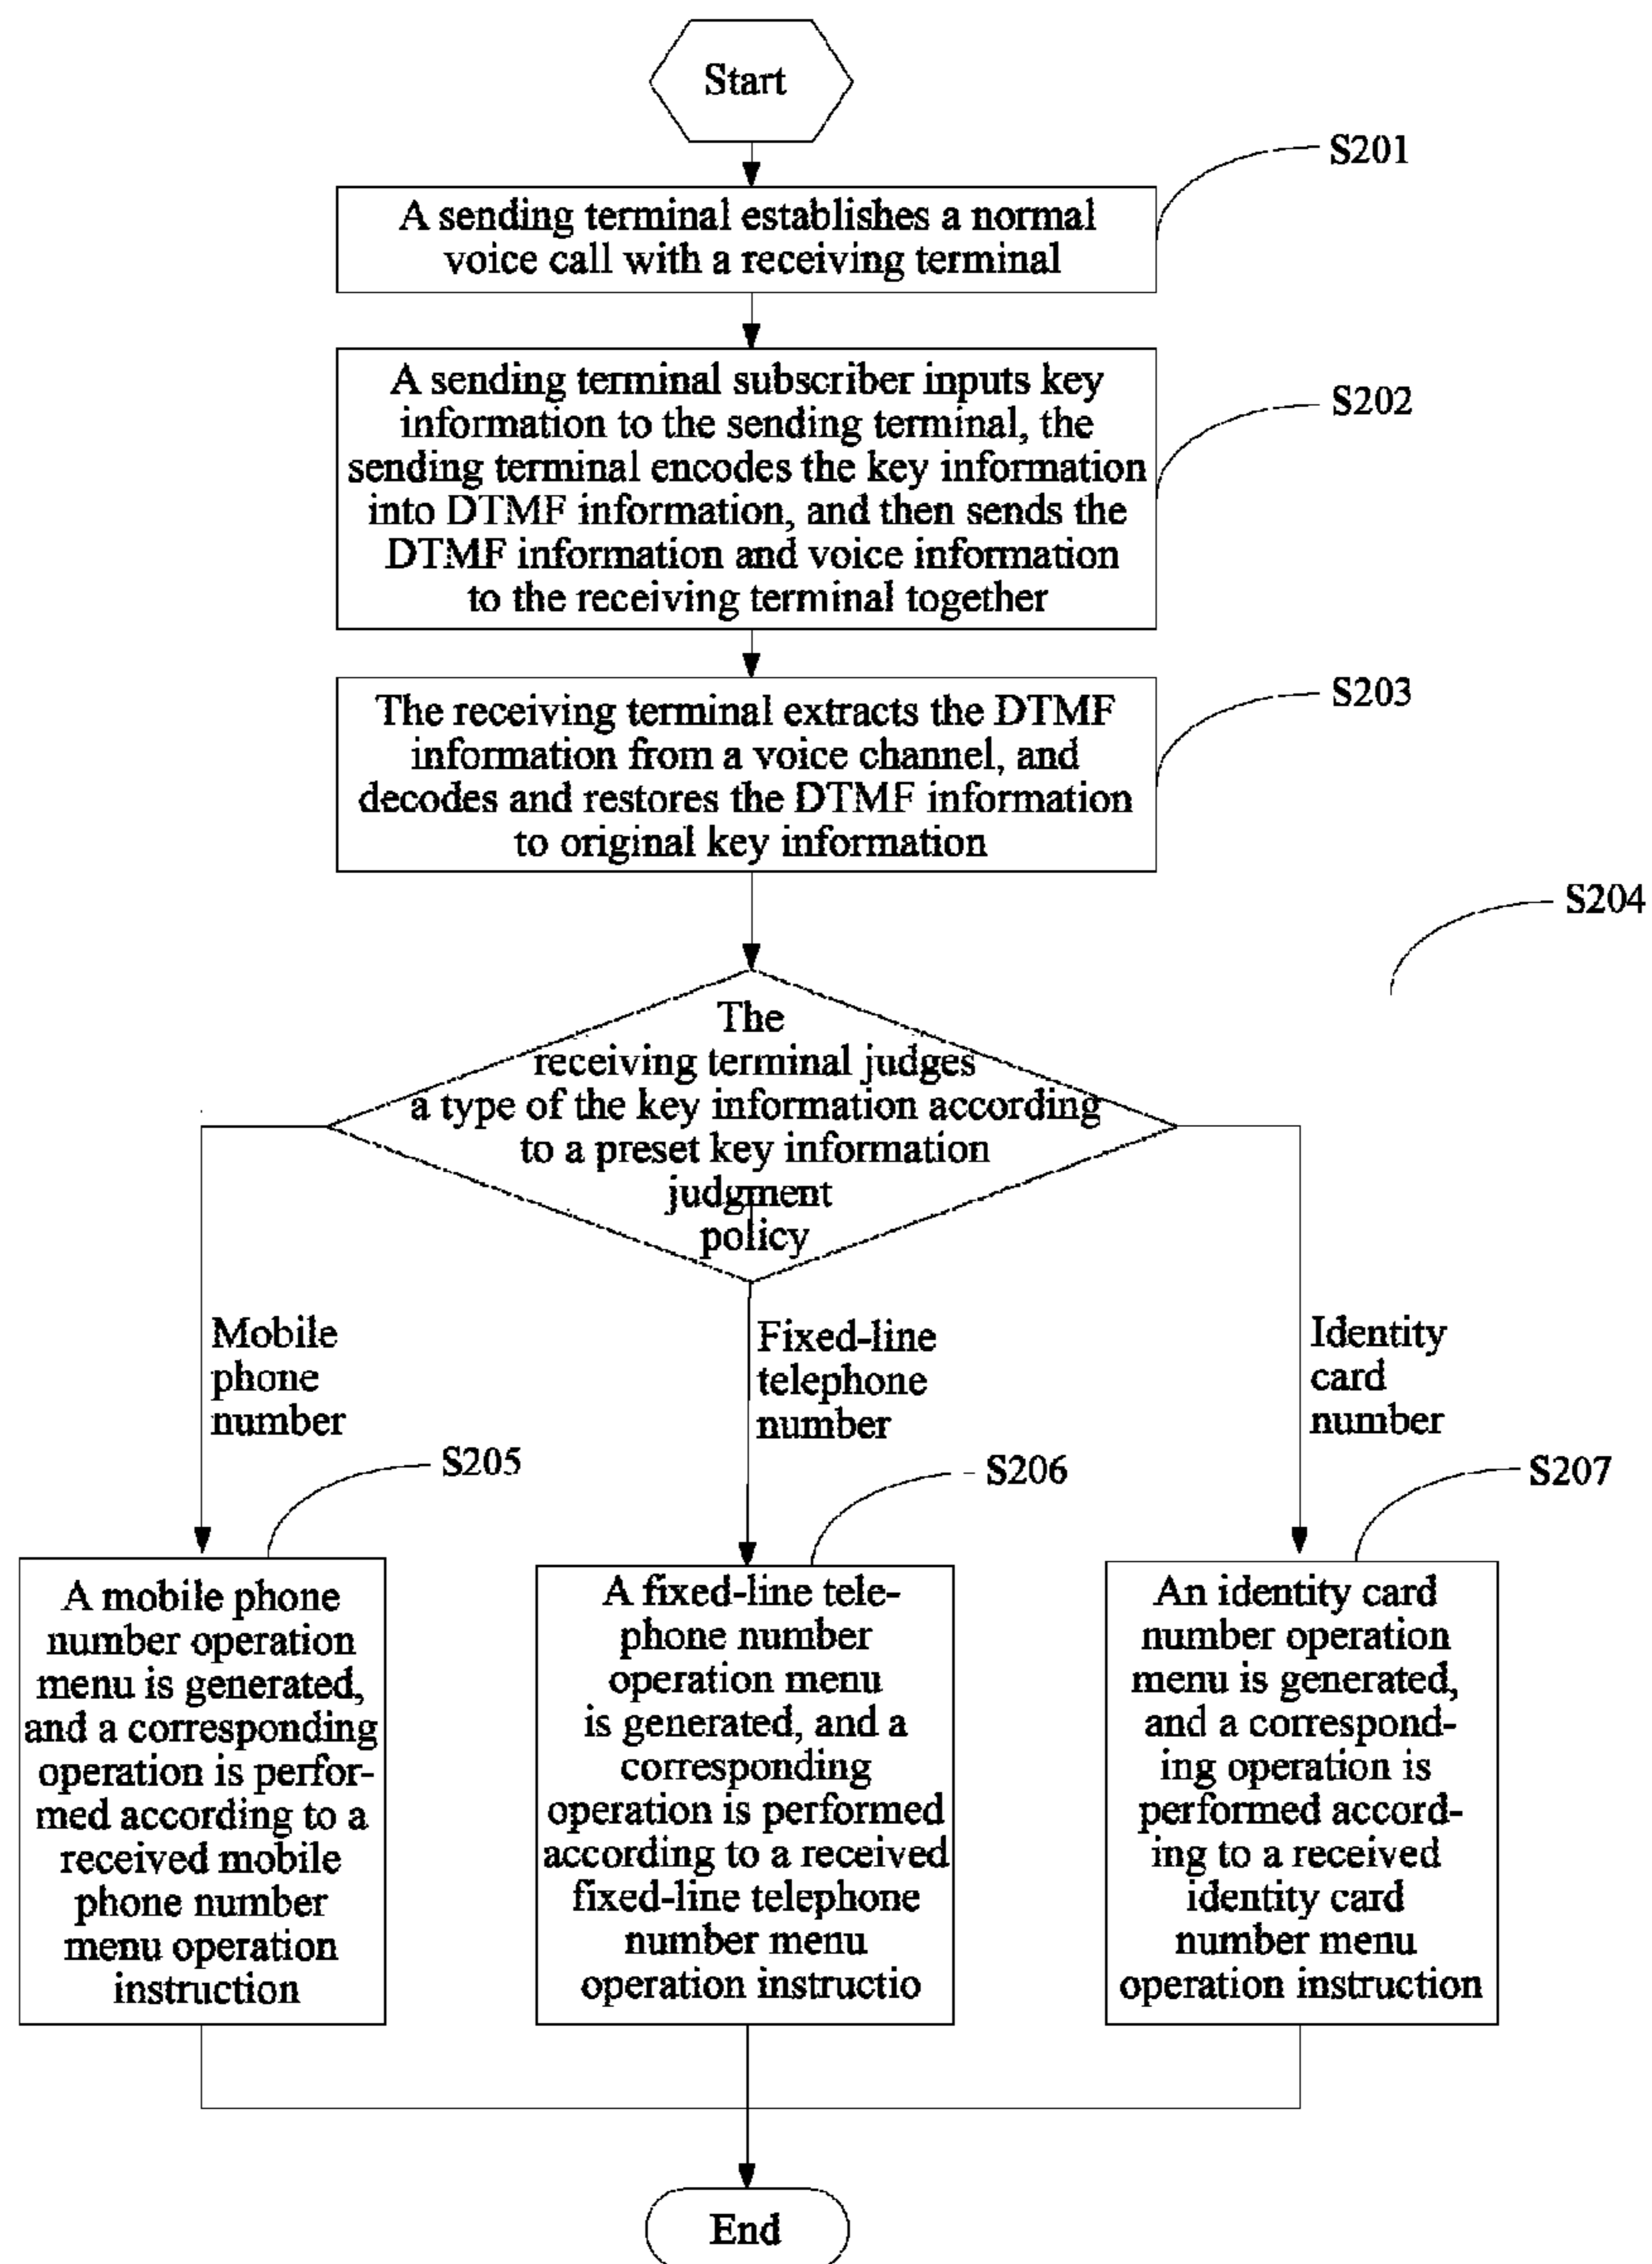 Start
S201
A sending terminal establishes a normal
voice call with a receiving terminal
A sending terminal subscriber inputs key
information to the sending terminal, the
sending terminal encodes the key information
into DTMF information, and then sends the
DTMF information and voice information
to the receiving terminal together
S202
The receiving terminal extracts the DTMF
information from a voice channel, and
decodes and restores the DTMF information
to original key information
S203
S204
The
receiving terminal judges
a type of the key information according
to a preset key information
judgment
policy
Mobile
phone
number
Fixed-line
telephone
number
Identity
card
number
S205
S206
S207
A mobile phone
number operation
menu is generated,
and a corresponding
operation is perfor-
med according to a
received mobile
phone number
menu operation
instruction
A fixed-line tele-
phone number
operation menu
is generated, and a
corresponding
operation is performed
according to a received
fixed-line telephone
number menu
operation instructio
An identity card
number operation
menu is generated,
and a correspond-
ing operation is
performed accord-
ing to a received
identity card
number menu
operation instruction
End